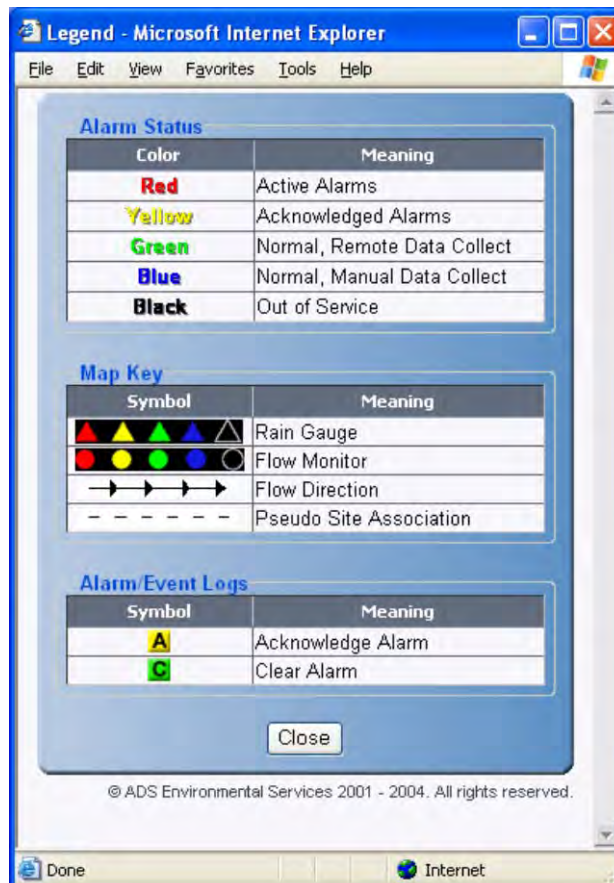 Legend - Microsoft Internet Explorer
File Edit View Favorites Tools Help
Alarm Status
Color Meaning
Red Active Alarms
Yellow Acknowledged Alarms
Green Normal, Remote Data Collect
Blue Normal, Manual Data Collect
Black Out of Service
Map Key
Symbol Meaning
Rain Gauge
Flow Monitor
Flow Direction
Pseudo Site Association
Alarm/Event Logs
Symbol Meaning
A Acknowledge Alarm
C Clear Alarm
Close
© ADS Environmental Services 2001 - 2004. All rights reserved.
Done Internet